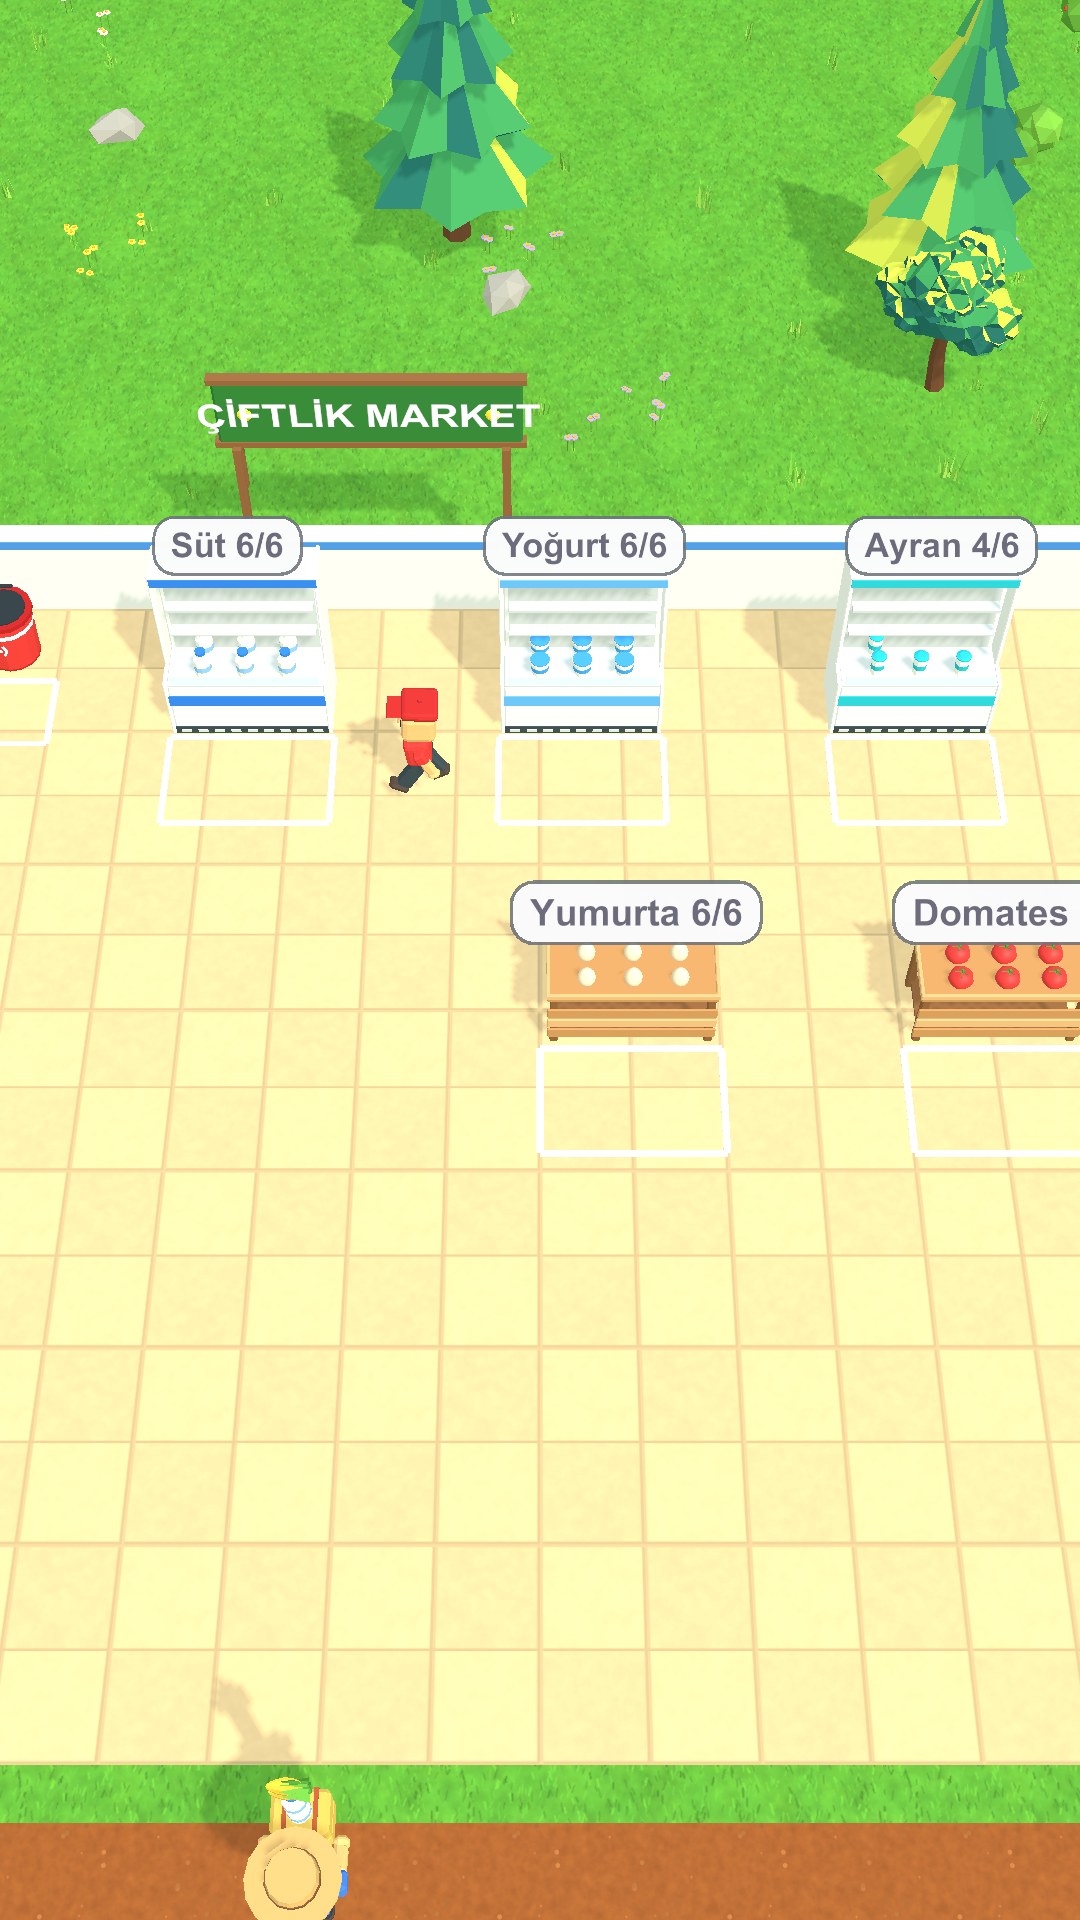 ÇİFTLİK MARKET
Süt 6/6
Yoğurt 6/6
Ayran 4/6
Yumurta 6/6
Domates